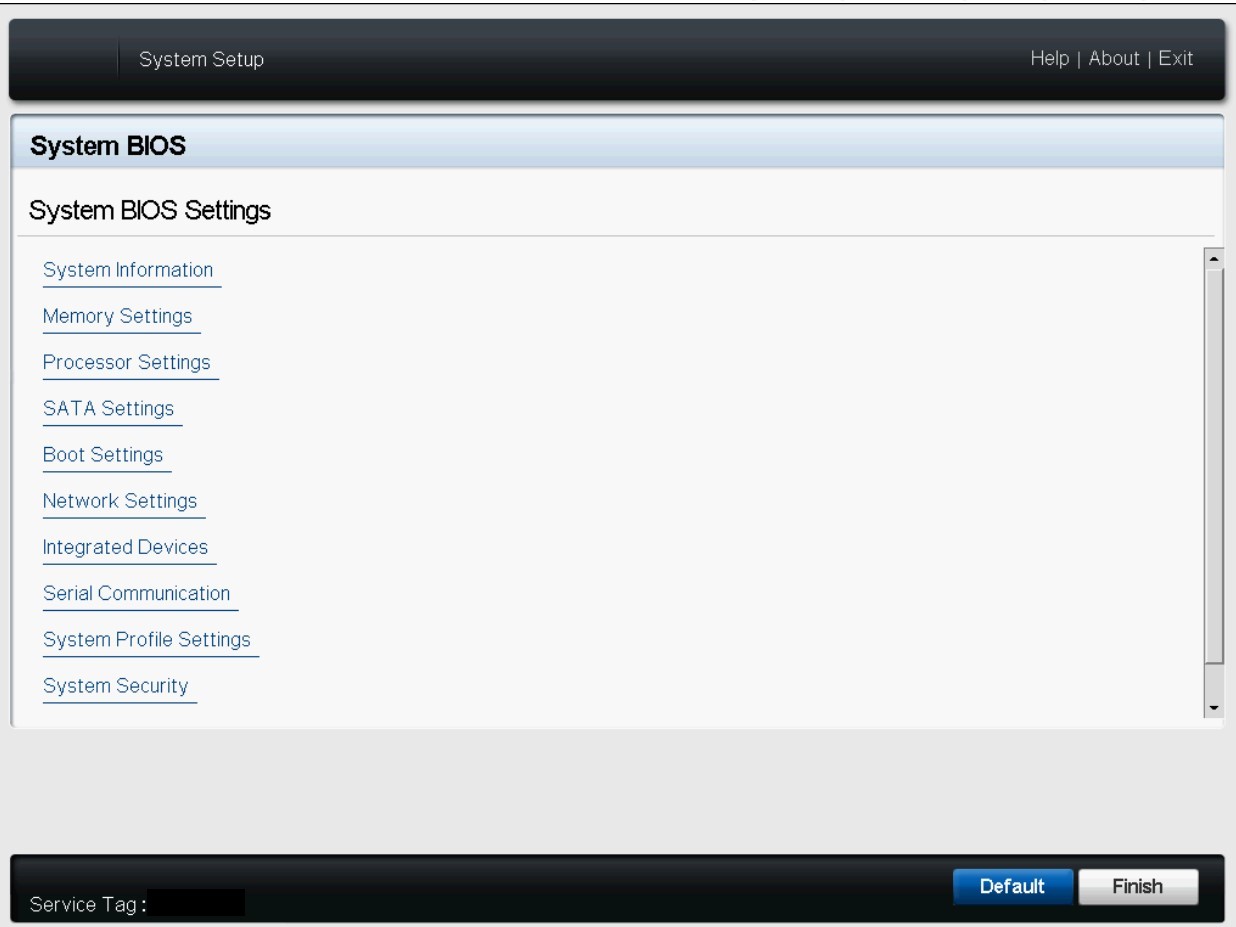 System Setup
Help | About | Exit
System BIOS
System BIOS Settings
System Information
Memory Settings
Processor Settings
SATA Settings
Boot Settings
Network Settings
Integrated Devices
Serial Communication
System Profile Settings
System Security
Default
Finish
Service Tag :